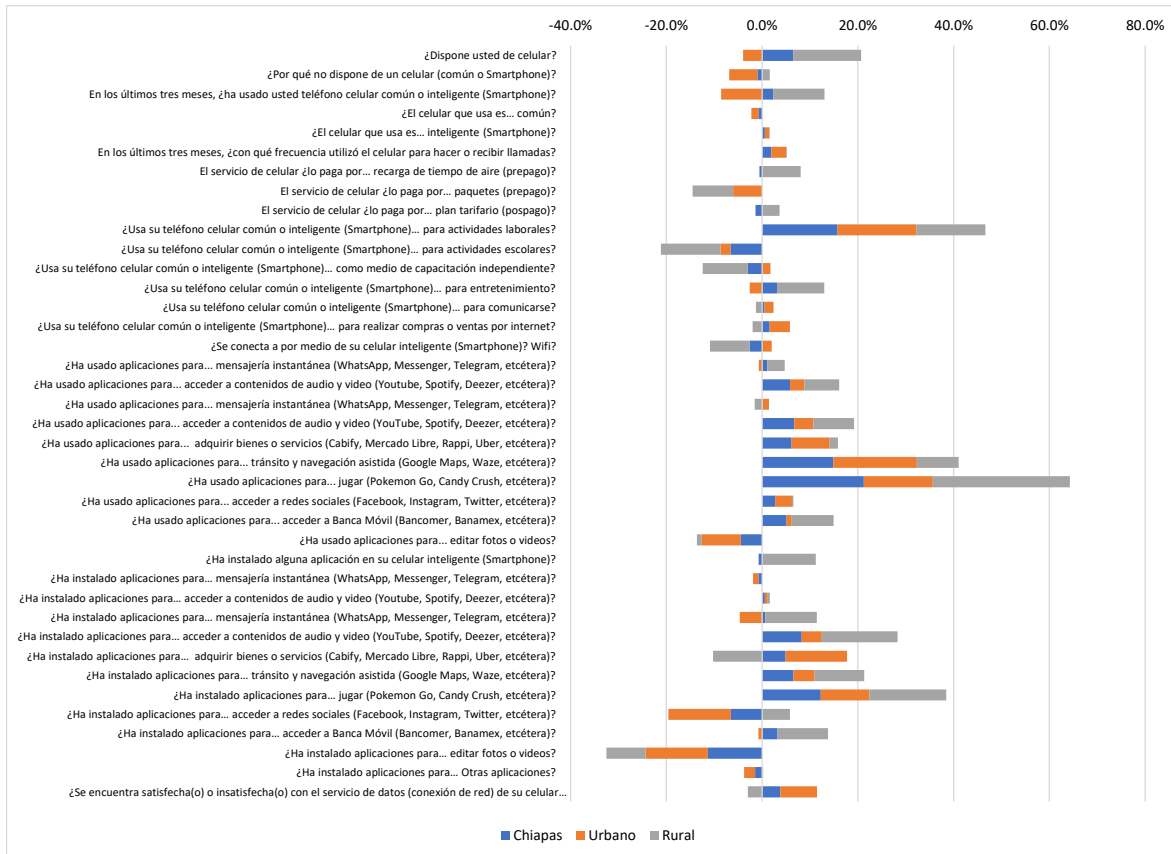 -40.0% -20.0% 0.0% 20.0% 40.0% 60.0% 80.0%
¿Dispone usted de celular?
¿Por qué no dispone de un celular (común o Smartphone)?
En los últimos tres meses, ¿ha usado usted teléfono celular común o inteligente (Smartphone)?
¿El celular que usa es... común?
¿El celular que usa es... inteligente (Smartphone)?
En los últimos tres meses, ¿con qué frecuencia utilizó el celular para hacer o recibir llamadas?
El servicio de celular ¿lo paga por... recarga de tiempo de aire (prepago)?
El servicio de celular ¿lo paga por... paquetes (prepago)?
El servicio de celular ¿lo paga por... plan tarifario (pospago)?
¿Usa su teléfono celular común o inteligente (Smartphone)... para actividades laborales?
¿Usa su teléfono celular común o inteligente (Smartphone)... para actividades escolares?
¿Usa su teléfono celular común o inteligente (Smartphone)... como medio de capacitación independiente?
¿Usa su teléfono celular común o inteligente (Smartphone)... para entretenimiento?
¿Usa su teléfono celular común o inteligente (Smartphone)... para comunicarse?
¿Usa su teléfono celular común o inteligente (Smartphone)... para realizar compras o ventas por internet?
¿Se conecta a por medio de su celular inteligente (Smartphone)? Wifi?
¿Ha usado aplicaciones para... mensajería instantánea (WhatsApp, Messenger, Telegram, etcétera)?
¿Ha usado aplicaciones para... acceder a contenidos de audio y video (Youtube, Spotify, Deezer, etcétera)?
¿Ha usado aplicaciones para... mensajería instantánea (WhatsApp, Messenger, Telegram, etcétera)?
¿Ha usado aplicaciones para... acceder a contenidos de audio y video (YouTube, Spotify, Deezer, etcétera)?
¿Ha usado aplicaciones para... adquirir bienes o servicios (Cabify, Mercado Libre, Rappi, Uber, etcétera)?
¿Ha usado aplicaciones para... tránsito y navegación asistida (Google Maps, Waze, etcétera)?
¿Ha usado aplicaciones para... jugar (Pokemon Go, Candy Crush, etcétera)?
¿Ha usado aplicaciones para... acceder a redes sociales (Facebook, Instagram, Twitter, etcétera)?
¿Ha usado aplicaciones para... acceder a Banca Móvil (Bancomer, Banamex, etcétera)?
¿Ha usado aplicaciones para... editar fotos o videos?
¿Ha instalado alguna aplicación en su celular inteligente (Smartphone)?
¿Ha instalado aplicaciones para... mensajería instantánea (WhatsApp, Messenger, Telegram, etcétera)?
¿Ha instalado aplicaciones para... acceder a contenidos de audio y video (Youtube, Spotify, Deezer, etcétera)?
¿Ha instalado aplicaciones para... mensajería instantánea (WhatsApp, Messenger, Telegram, etcétera)?
¿Ha instalado aplicaciones para... acceder a contenidos de audio y video (YouTube, Spotify, Deezer, etcétera)?
¿Ha instalado aplicaciones para... adquirir bienes o servicios (Cabify, Mercado Libre, Rappi, Uber, etcétera)?
¿Ha instalado aplicaciones para... tránsito y navegación asistida (Google Maps, Waze, etcétera)?
¿Ha instalado aplicaciones para... jugar (Pokemon Go, Candy Crush, etcétera)?
¿Ha instalado aplicaciones para... acceder a redes sociales (Facebook, Instagram, Twitter, etcétera)?
¿Ha instalado aplicaciones para... acceder a Banca Móvil (Bancomer, Banamex, etcétera)?
¿Ha instalado aplicaciones para... editar fotos o videos?
¿Ha instalado aplicaciones para... Otras aplicaciones?
¿Se encuentra satisfecha(o) o insatisfecha(o) con el servicio de datos (conexión de red) de su celular...
Chiapas Urbano Rural